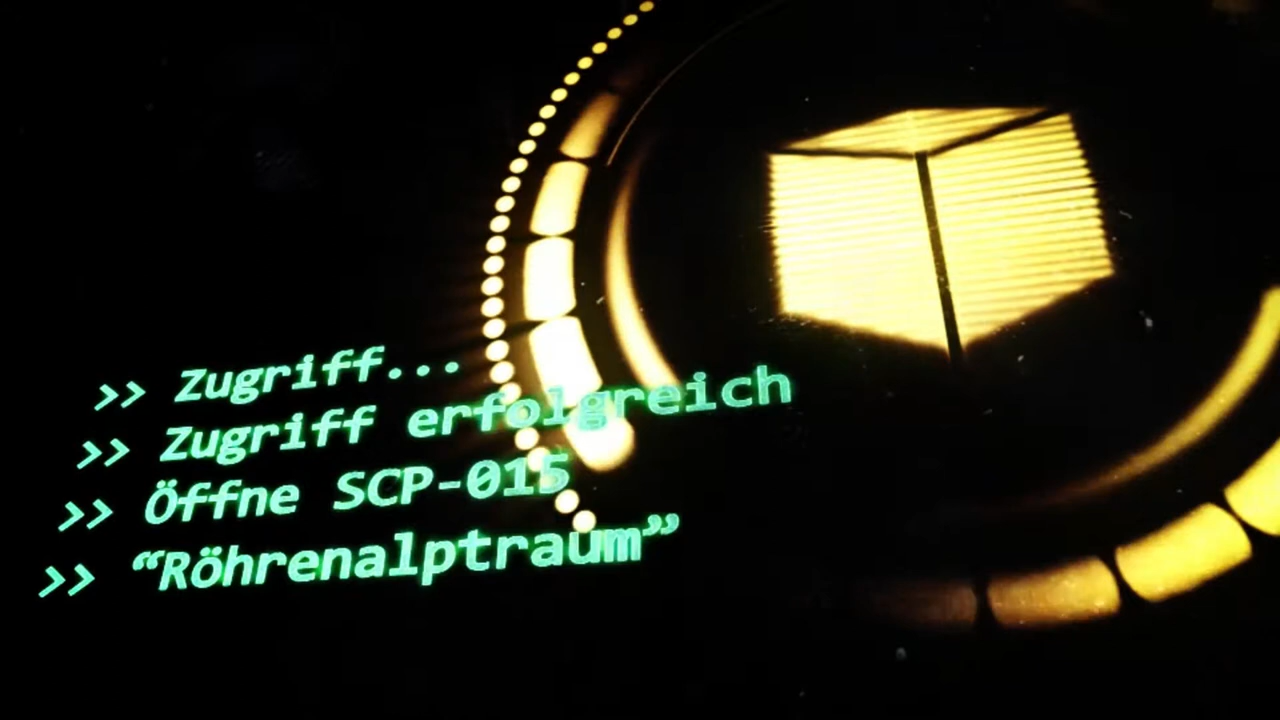 >> Zugriff...
>> Zugriff erfolgreich
>> Öffne SCP-015
>> “Röhrenalptraum”